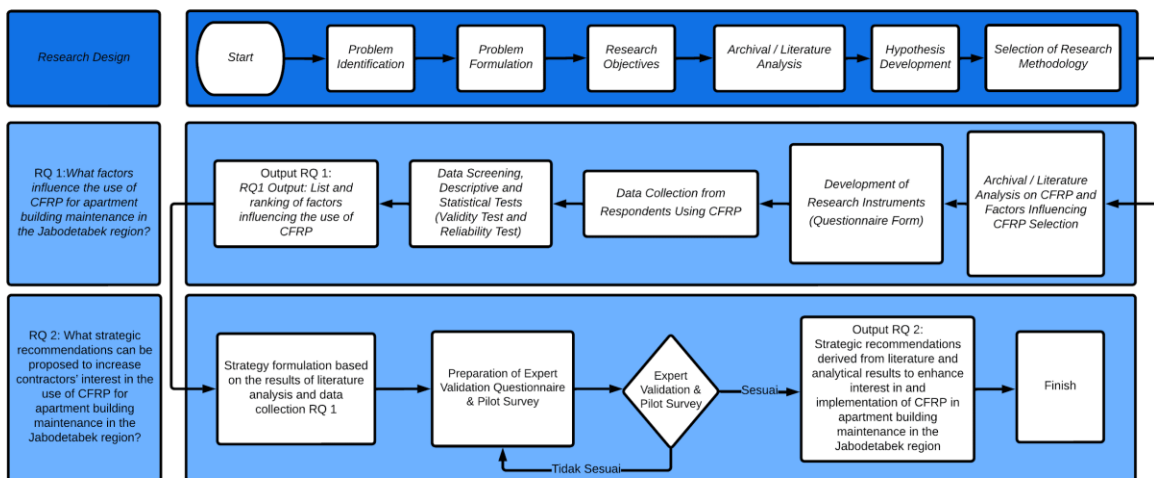 Research Design
Start
Problem
Identification
Problem
Formulation
Research
Objectives
Archival / Literature
Analysis
Hypothesis
Development
Selection of Research
Methodology
RQ 1:What factors
influence the use of
CFRP for apartment
building maintenance in
the Jabodetabek region?
Output RQ 1:
RQ1 Output: List and
ranking of factors
influencing the use of
CFRP
Data Screening,
Descriptive and
Statistical Tests
(Validity Test and
Reliability Test)
Data Collection from
Respondents Using CFRP
Development of
Research Instruments
(Questionnaire Form)
Archival / Literature
Analysis on CFRP and
Factors Influencing
CFRP Selection
RQ 2: What strategic
recommendations can be
proposed to increase
contractors' interest in the
use of CFRP for
apartment building
maintenance in the
Jabodetabek region?
Strategy formulation based
on the results of literature
analysis and data
collection RQ 1
Preparation of Expert
Validation Questionnaire
& Pilot Survey
Expert
Validation &
Pilot Survey
Sesuai
Tidak Sesuai
Output RQ 2:
Strategic recommendations
derived from literature and
analytical results to enhance
interest in and
implementation of CFRP in
apartment building
maintenance in the
Jabodetabek region
Finish